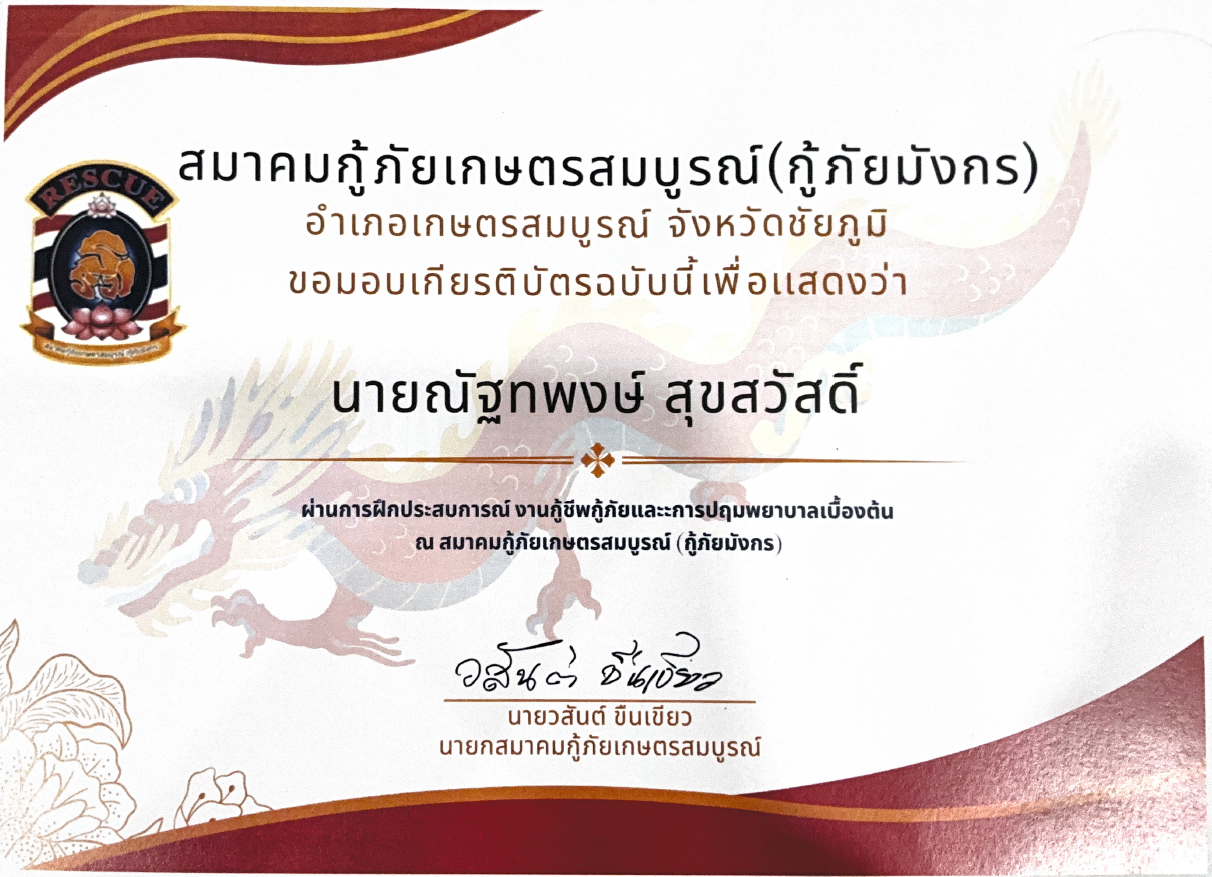 สมาคมกู้ภัยเกษตรสมบูรณ์(กู้ภัยมังกร)
RESCUE
อำเภอเกษตรสมบูรณ์ จังหวัดชัยภูมิ
ขอมอบเกียรติบัตรฉบับนี้เพื่อแสดงว่า
นายณัฐทพงษ์ สุขสวัสดิ์
ผ่านการฝึกประสบการณ์ งานกู้ชีพกู้ภัยและะการปฐมพยาบาลเบื้องต้น
ณ สมาคมกู้ภัยเกษตรสมบูรณ์ (กู้ภัยมังกร)
วสันต์ ขืนเขียว
นายวสันต์ ขืนเขียว
นายกสมาคมกู้ภัยเกษตรสมบูรณ์